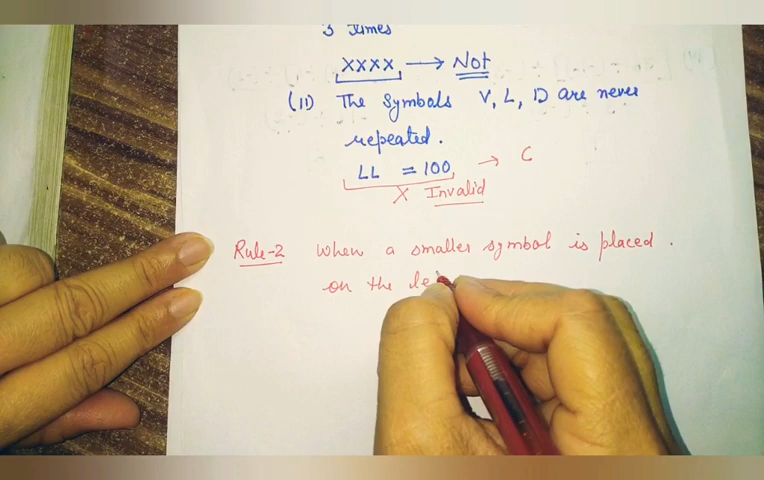 3 times
XXXX → Not
(II) The Symbols V, L, D are never
repeated.
LL = 100 → C
X Invalid
Rule-2 When a smaller symbol is placed.
on the le